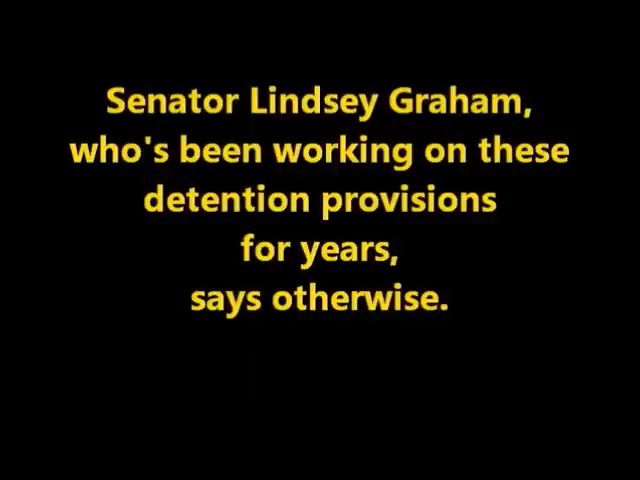 Senator Lindsey Graham,
who's been working on these
detention provisions
for years,
says otherwise.